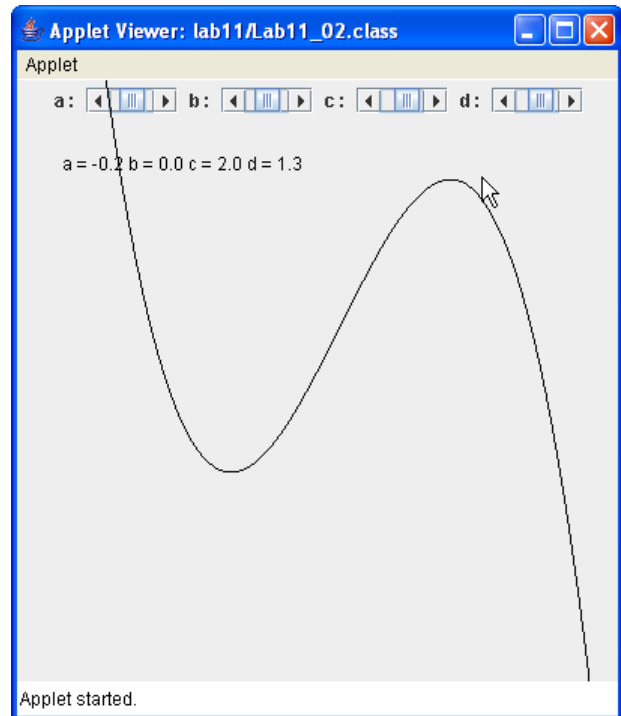 Applet Viewer: lab11/Lab11_02.class
Applet
a: b: c: d:
a = -0.2 b = 0.0 c = 2.0 d = 1.3
Applet started.